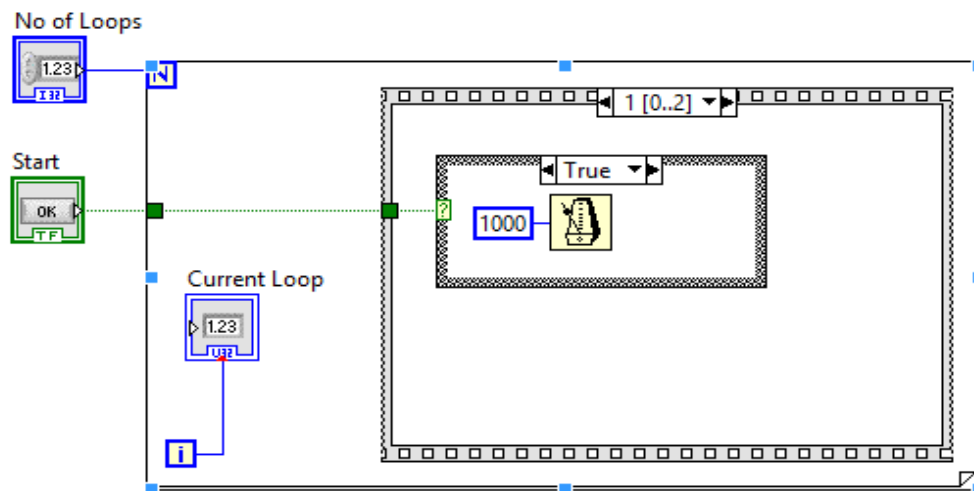 No of Loops
1.23
I32
N
1 [0..2]
Start
True
OK
TF
?
1000
Current Loop
1.23
U32
i